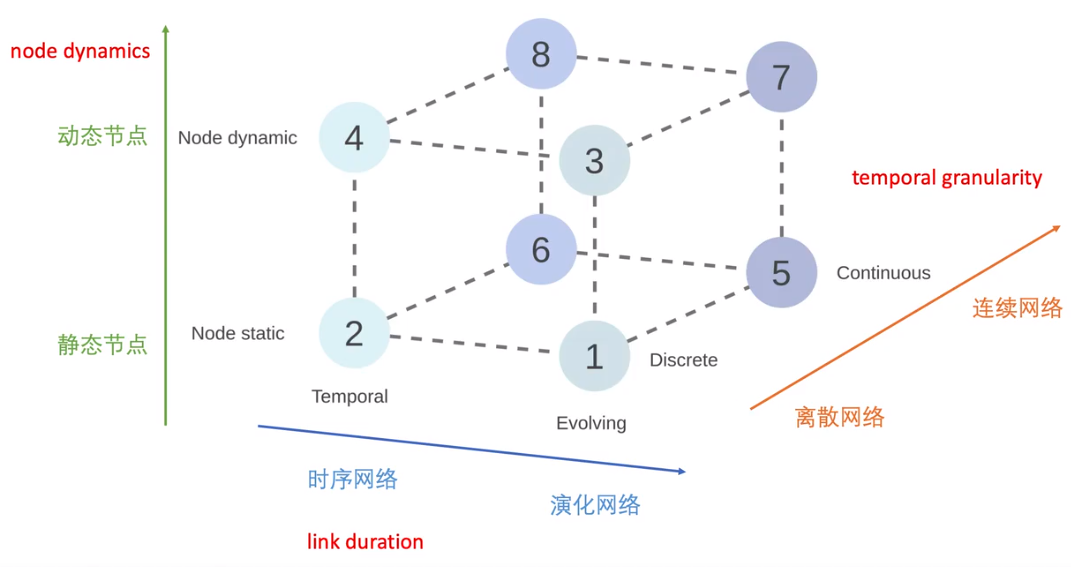 node dynamics
8
7
动态节点
Node dynamic
4
3
temporal granularity
6
5
Continuous
连续网络
静态节点
Node static
2
1
Discrete
Temporal
离散网络
Evolving
时序网络
演化网络
link duration